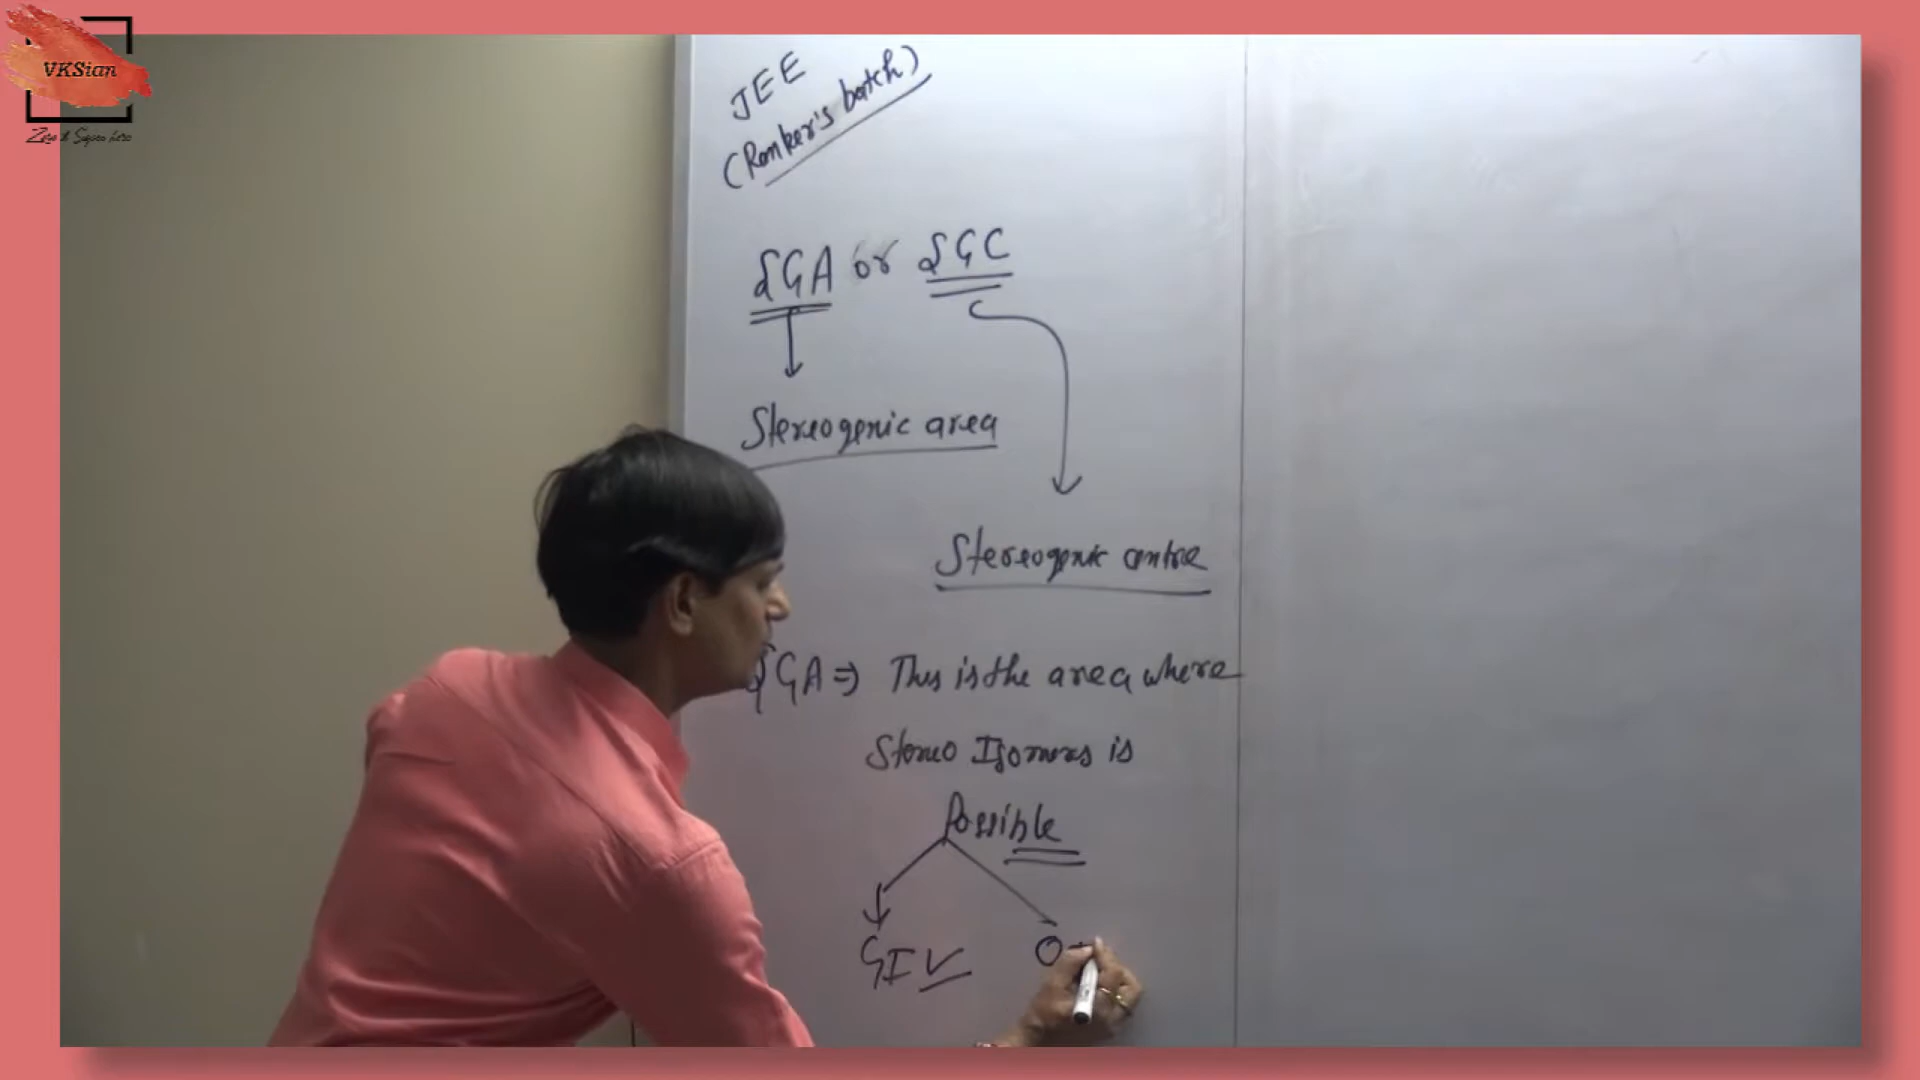 VKSian
JEE
(Ranker's batch)
SGA or SGC
Stereogenic area
Stereogenic centre
SGA => This is the area where
Stereo Isomers is
Possible
GI ✓
O